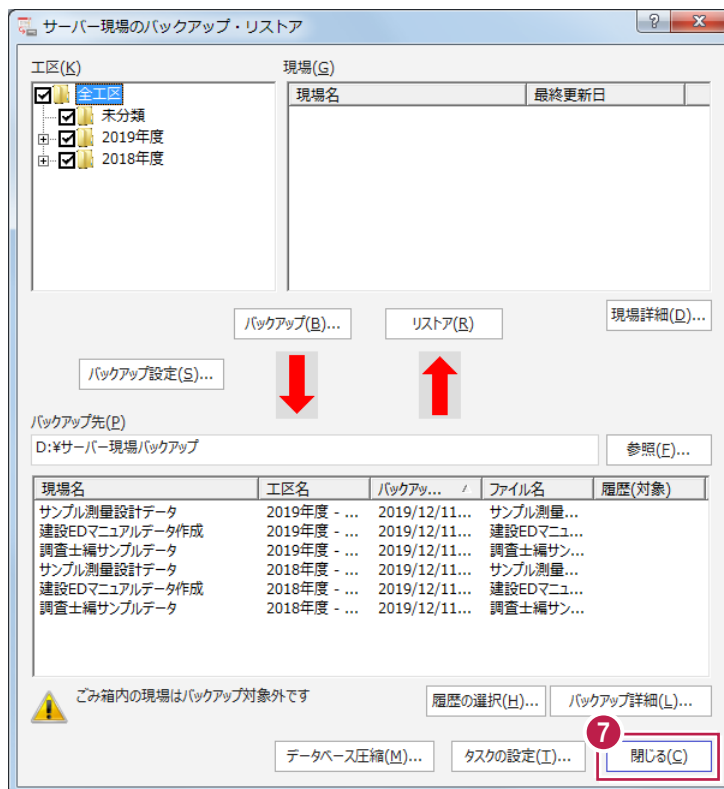 サーバー現場のバックアップ・リストア
工区(K)
現場(G)
全工区
未分類
2019年度
2018年度
現場名 最終更新日
バックアップ(B)... リストア(R) 現場詳細(D)...
バックアップ設定(S)...
バックアップ先(P)
D:¥サーバー現場バックアップ 参照(F)...
現場名 工区名 バックアッ... ファイル名 履歴(対象)
サンプル測量設計データ 2019年度 - ... 2019/12/11... サンプル測量...
建設EDマニュアルデータ作成 2019年度 - ... 2019/12/11... 建設EDマニュ...
調査士編サンプルデータ 2019年度 - ... 2019/12/11... 調査士編サン...
サンプル測量設計データ 2018年度 - ... 2019/12/11... サンプル測量...
建設EDマニュアルデータ作成 2018年度 - ... 2019/12/11... 建設EDマニュ...
調査士編サンプルデータ 2018年度 - ... 2019/12/11... 調査士編サン...
ごみ箱内の現場はバックアップ対象外です
履歴の選択(H)... バックアップ詳細(L)...
7
データベース圧縮(M)... タスクの設定(T)... 閉じる(C)